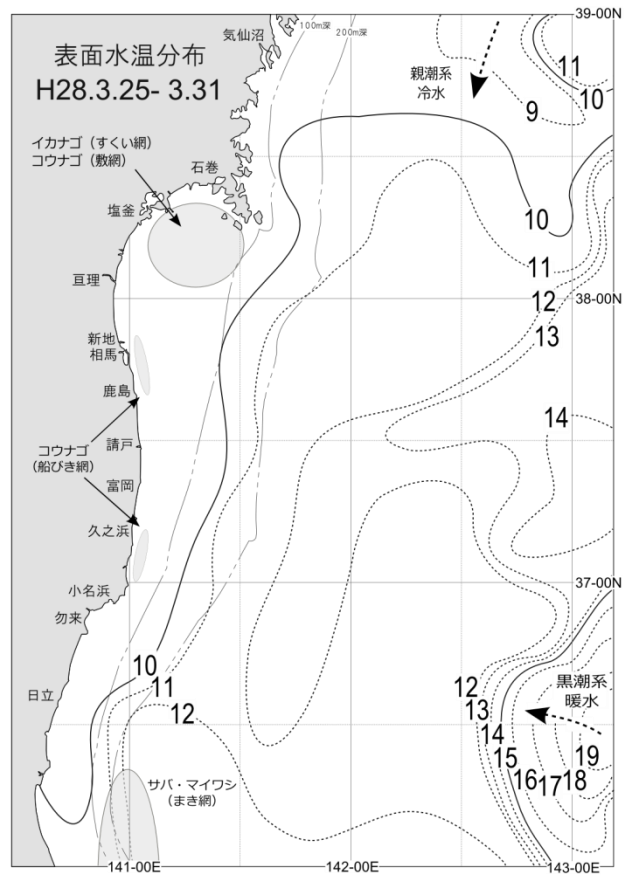 39-00N
100m深
200m深
気仙沼
表面水温分布
H28.3.25- 3.31
親潮系
冷水
11
10
9
イカナゴ（すくい網）
コウナゴ（敷網）
石巻
塩釜
10
11
亘理
38-00N
12
13
新地
相馬
鹿島
14
コウナゴ
（船びき網）
請戸
富岡
久之浜
37-00N
小名浜
勿来
10
11
12
日立
12
13
14
15
16
17
18
19
黒潮系
暖水
サバ・マイワシ
（まき網）
141-00E
142-00E
143-00E